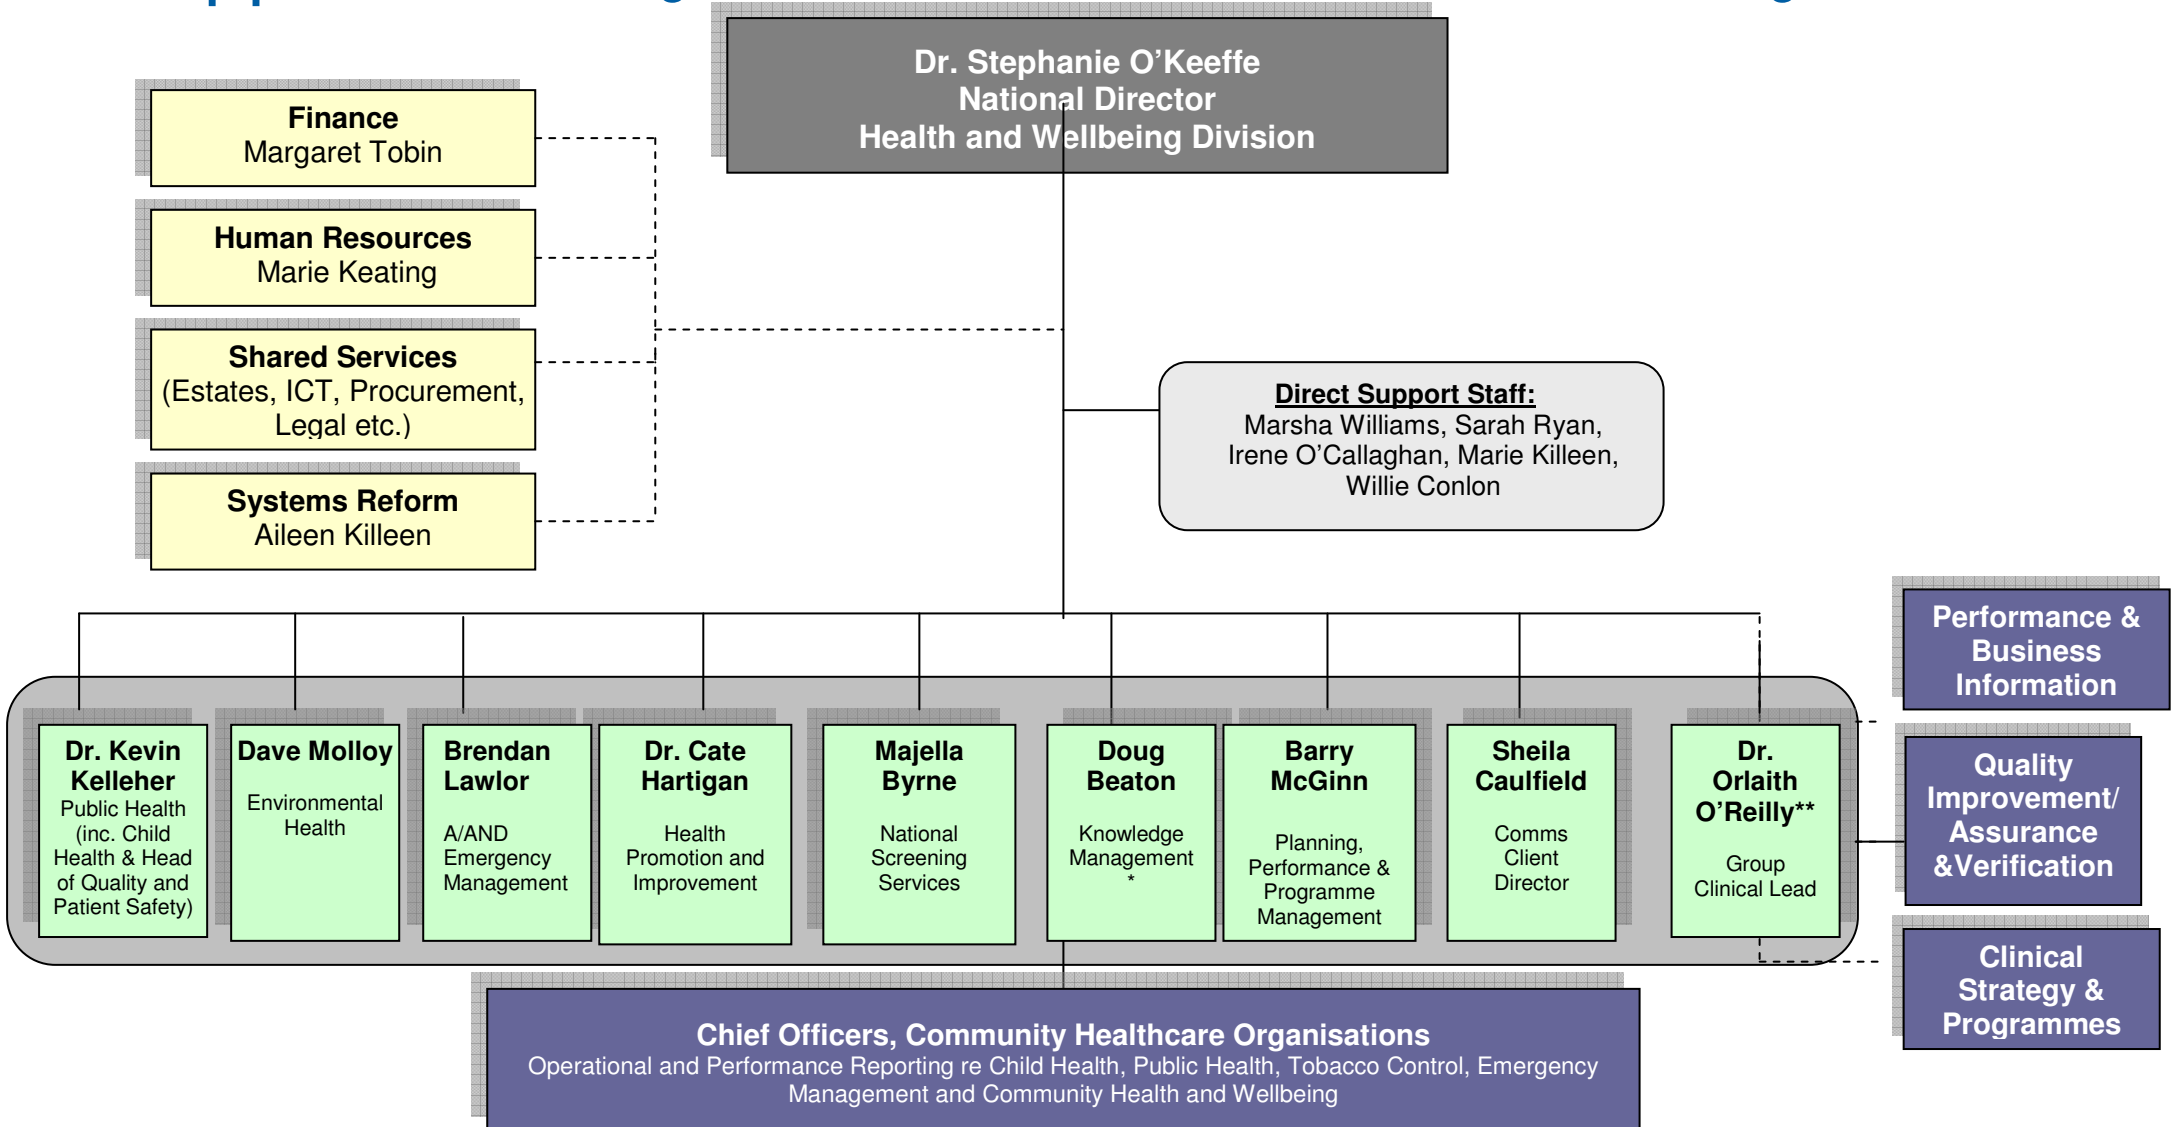 Dr. Stephanie O’Keeffe
National Director
Health and Wellbeing Division
Finance
Margaret Tobin
Human Resources
Marie Keating
Shared Services
(Estates, ICT, Procurement,
Legal etc.)
Systems Reform
Aileen Killeen
Direct Support Staff:
Marsha Williams, Sarah Ryan,
Irene O’Callaghan, Marie Killeen,
Willie Conlon
Dr. Kevin
Kelleher
Public Health
(inc. Child
Health & Head
of Quality and
Patient Safety)
Dave Molloy
Environmental
Health
Brendan
Lawlor
A/AND
Emergency
Management
Dr. Cate
Hartigan
Health
Promotion and
Improvement
Majella
Byrne
National
Screening
Services
Doug
Beaton
Knowledge
Management
*
Barry
McGinn
Planning,
Performance &
Programme
Management
Sheila
Caulfield
Comms
Client
Director
Dr.
Orlaith
O’Reilly**
Group
Clinical Lead
Performance &
Business
Information
Quality
Improvement/
Assurance
&Verification
Clinical
Strategy &
Programmes
Chief Officers, Community Healthcare Organisations
Operational and Performance Reporting re Child Health, Public Health, Tobacco Control, Emergency
Management and Community Health and Wellbeing